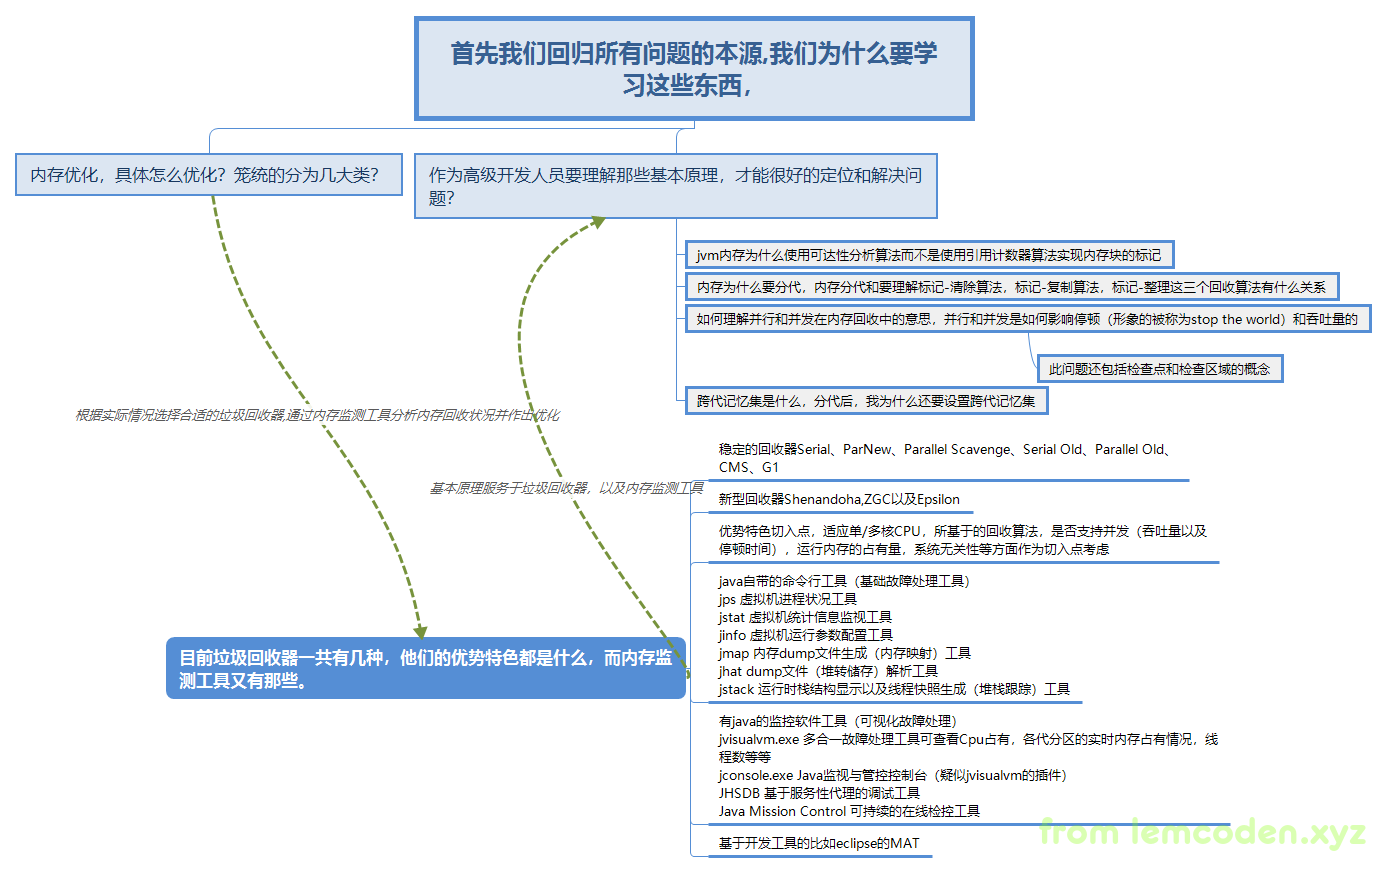 首先我们回归所有问题的本源,我们为什么要学
习这些东西，
内存优化，具体怎么优化？笼统的分为几大类？
作为高级开发人员要理解那些基本原理，才能很好的定位和解决问
题？
jvm内存为什么使用可达性分析算法而不是使用引用计数器算法实现内存块的标记
内存为什么要分代，内存分代和要理解标记-清除算法，标记-复制算法，标记-整理这三个回收算法有什么关系
如何理解并行和并发在内存回收中的意思，并行和并发是如何影响停顿（形象的被称为stop the world）和吞吐量的
此问题还包括检查点和检查区域的概念
跨代记忆集是什么，分代后，我为什么还要设置跨代记忆集
根据实际情况选择合适的垃圾回收器,通过内存监测工具分析内存回收状况并作出优化
基本原理服务于垃圾回收器，以及内存监测工具
目前垃圾回收器一共有几种，他们的优势特色都是什么，而内存监
测工具又有那些。
稳定的回收器Serial、ParNew、Parallel Scavenge、Serial Old、Parallel Old、
CMS、G1
新型回收器Shenandoha,ZGC以及Epsilon
优势特色切入点，适应单/多核CPU，所基于的回收算法，是否支持并发（吞吐量以及
停顿时间），运行内存的占有量，系统无关性等方面作为切入点考虑
java自带的命令行工具（基础故障处理工具）
jps 虚拟机进程状况工具
jstat 虚拟机统计信息监视工具
jinfo 虚拟机运行参数配置工具
jmap 内存dump文件生成（内存映射）工具
jhat dump文件（堆转储存）解析工具
jstack 运行时栈结构显示以及线程快照生成（堆栈跟踪）工具
有java的监控软件工具（可视化故障处理）
jvisualvm.exe 多合一故障处理工具可查看Cpu占有，各代分区的实时内存占有情况，线
程数等等
jconsole.exe Java监视与管控控制台（疑似jvisualvm的插件）
JHSDB 基于服务性代理的调试工具
Java Mission Control 可持续的在线检控工具
基于开发工具的比如eclipse的MAT
from lemcoden.xyz